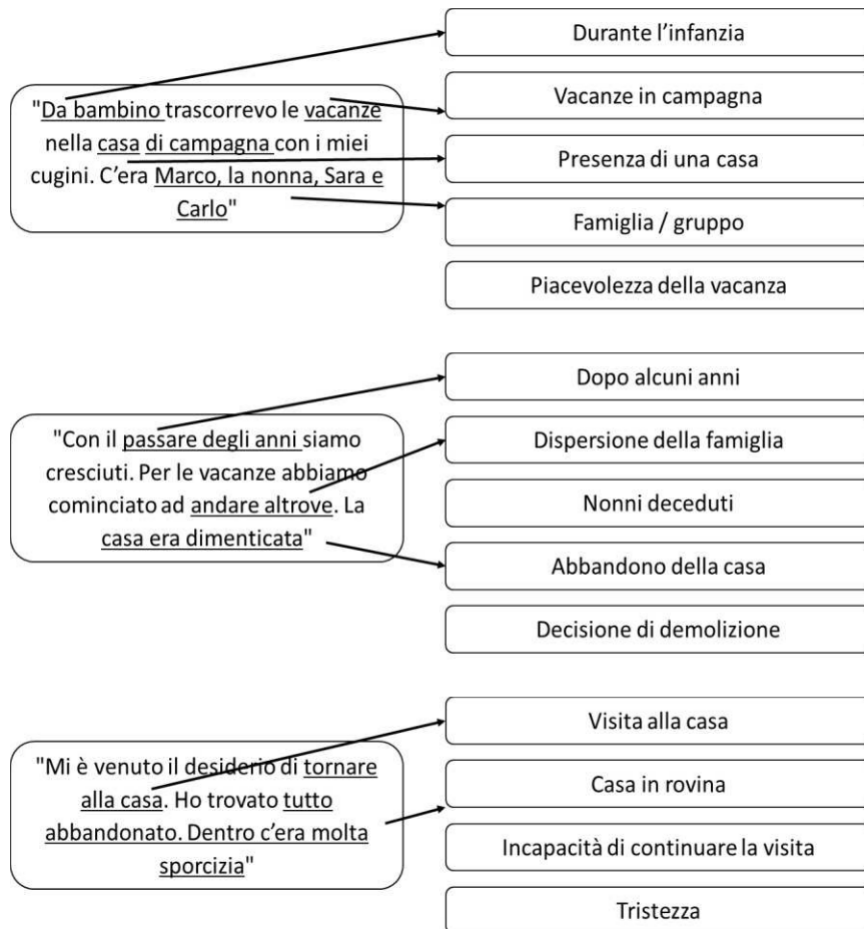 Durante l'infanzia
"Da bambino trascorrevo le vacanze
nella casa di campagna con i miei
cugini. C'era Marco, la nonna, Sara e
Carlo"
Vacanze in campagna
Presenza di una casa
Famiglia / gruppo
Piacevolezza della vacanza
Dopo alcuni anni
"Con il passare degli anni siamo
cresciuti. Per le vacanze abbiamo
cominciato ad andare altrove. La
casa era dimenticata"
Dispersione della famiglia
Nonni deceduti
Abbandono della casa
Decisione di demolizione
Visita alla casa
"Mi è venuto il desiderio di tornare
alla casa. Ho trovato tutto
abbandonato. Dentro c'era molta
sporcizia"
Casa in rovina
Incapacità di continuare la visita
Tristezza